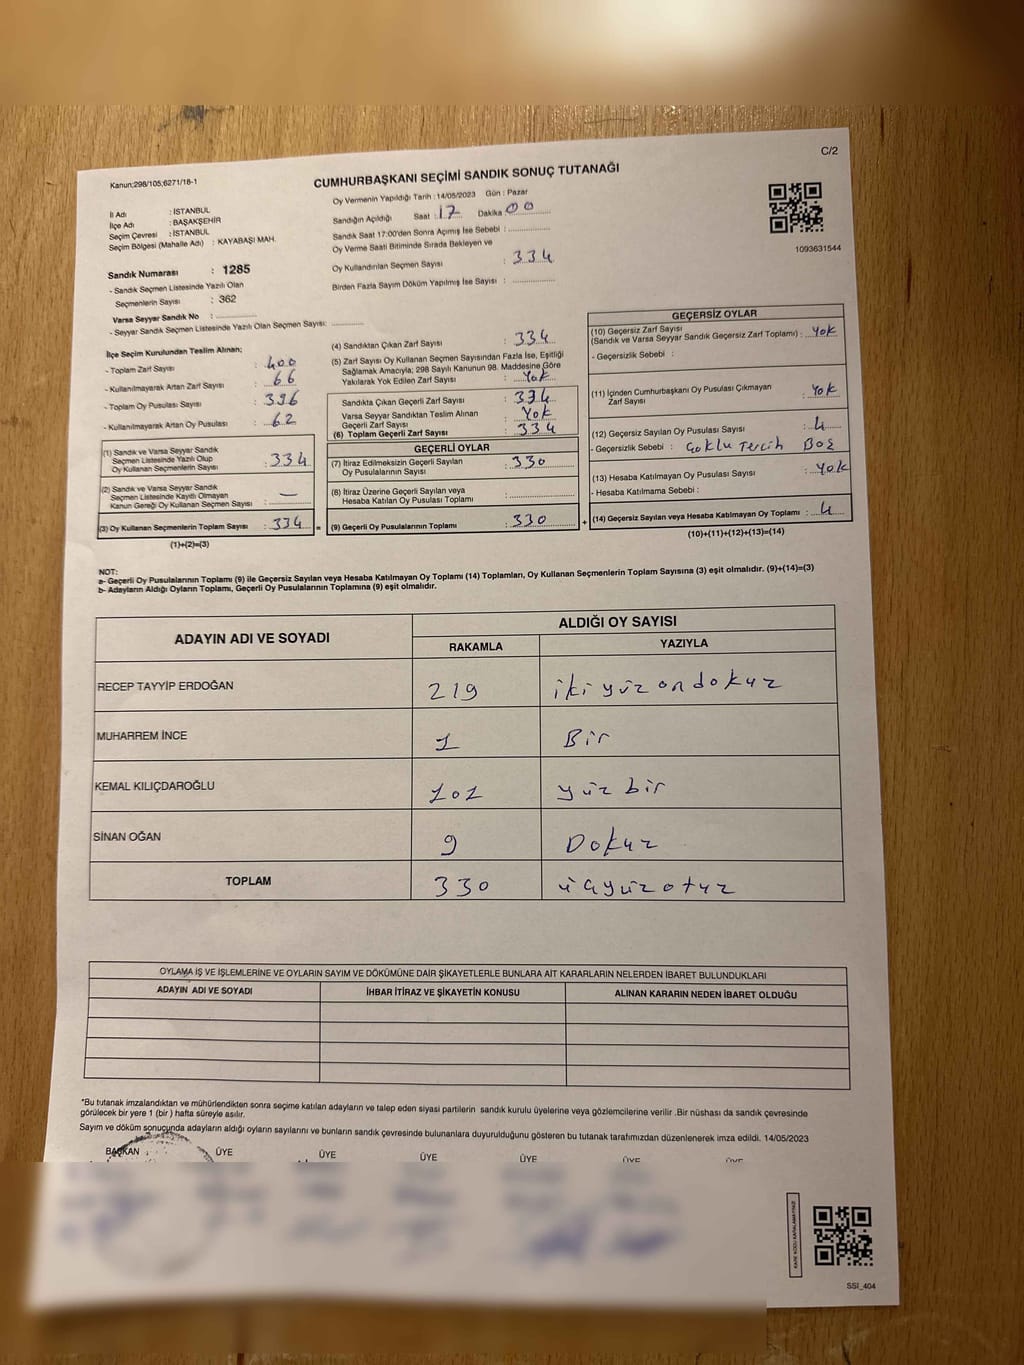 C/2
Kanun:298/105;6271/18-1
CUMHURBAŞKANI SEÇİMİ SANDIK SONUÇ TUTANAĞI
İl Adı : İSTANBUL
İlçe Adı : BAŞAKŞEHİR
Seçim Çevresi : İSTANBUL
Seçim Bölgesi (Mahalle Adı) : KAYABAŞI MAH.
Sandık Numarası : 1285
- Sandık Seçmen Listesinde Yazılı Olan
Seçmenlerin Sayısı : 362
Varsa Seyyar Sandık No :
- Seyyar Sandık Seçmen Listesinde Yazılı Olan Seçmen Sayısı:
İlçe Seçim Kurulundan Teslim Alınan;
- Toplam Zarf Sayısı : 400
- Kullanılmayarak Artan Zarf Sayısı : 66
- Toplam Oy Pusulası Sayısı : 396
- Kullanılmayarak Artan Oy Pusulası : 62
(1) Sandık ve Varsa Seyyar Sandık
Seçmen Listesinde Yazılı Olup
Oy Kullanan Seçmenlerin Sayısı : 334
(2) Sandık ve Varsa Seyyar Sandık
Seçmen Listesinde Kayıtlı Olmayan
Kanun Gereği Oy Kullanan Seçmen Sayısı : —
(3) Oy Kullanan Seçmenlerin Toplam Sayısı : 334 =
(1)+(2)=(3)
Oy Vermenin Yapıldığı Tarih : 14/05/2023 Gün : Pazar
Sandığın Açıldığı Saat : 17 Dakika 00
Sandık Saat 17:00'den Sonra Açılmış İse Sebebi :
Oy Verme Saati Bitiminde Sırada Bekleyen ve
Oy Kullandırılan Seçmen Sayısı : 334
Birden Fazla Sayım Döküm Yapılmış İse Sayısı :
(4) Sandıktan Çıkan Zarf Sayısı : 334
(5) Zarf Sayısı Oy Kullanan Seçmen Sayısından Fazla İse, Eşitliği
Sağlamak Amacıyla; 298 Sayılı Kanunun 98. Maddesine Göre
Yakılarak Yok Edilen Zarf Sayısı : Yok
Sandıkta Çıkan Geçerli Zarf Sayısı : 334
Varsa Seyyar Sandıktan Teslim Alınan
Geçerli Zarf Sayısı : Yok
(6) Toplam Geçerli Zarf Sayısı : 334
GEÇERLİ OYLAR
(7) İtiraz Edilmeksizin Geçerli Sayılan
Oy Pusulalarının Sayısı : 330
(8) İtiraz Üzerine Geçerli Sayılan veya
Hesaba Katılan Oy Pusulası Toplamı :
(9) Geçerli Oy Pusulalarının Toplamı : 330 +
1093631544
GEÇERSİZ OYLAR
(10) Geçersiz Zarf Sayısı
(Sandık ve Varsa Seyyar Sandık Geçersiz Zarf Toplamı) : Yok
- Geçersizlik Sebebi :
(11) İçinden Cumhurbaşkanı Oy Pusulası Çıkmayan
Zarf Sayısı : Yok
(12) Geçersiz Sayılan Oy Pusulası Sayısı : 4
- Geçersizlik Sebebi : Çoklu Tercih Boş
(13) Hesaba Katılmayan Oy Pusulası Sayısı : Yok
- Hesaba Katılmama Sebebi :
(14) Geçersiz Sayılan veya Hesaba Katılmayan Oy Toplamı : 4
(10)+(11)+(12)+(13)=(14)
NOT:
a- Geçerli Oy Pusulalarının Toplamı (9) ile Geçersiz Sayılan veya Hesaba Katılmayan Oy Toplamı (14) Toplamları, Oy Kullanan Seçmenlerin Toplam Sayısına (3) eşit olmalıdır. (9)+(14)=(3)
b- Adayların Aldığı Oyların Toplamı, Geçerli Oy Pusulalarının Toplamına (9) eşit olmalıdır.
ADAYIN ADI VE SOYADI ALDIĞI OY SAYISI
RAKAMLA YAZIYLA
RECEP TAYYİP ERDOĞAN 219 iki yüz on dokuz
MUHARREM İNCE 1 Bir
KEMAL KILIÇDAROĞLU 101 yüz bir
SİNAN OĞAN 9 Dokuz
TOPLAM 330 üçyüz otuz
OYLAMA İŞ VE İŞLEMLERİNE VE OYLARIN SAYIM VE DÖKÜMÜNE DAİR ŞİKAYETLERLE BUNLARA AİT KARARLARIN NELERDEN İBARET BULUNDUKLARI
ADAYIN ADI VE SOYADI İHBAR İTİRAZ VE ŞİKAYETİN KONUSU ALINAN KARARIN NEDEN İBARET OLDUĞU
*Bu tutanak imzalandıktan ve mühürlendikten sonra seçime katılan adayların ve talep eden siyasi partilerin sandık kurulu üyelerine veya gözlemcilerine verilir .Bir nüshası da sandık çevresinde
görülecek bir yere 1 (bir ) hafta süreyle asılır.
Sayım ve döküm sonucunda adayların aldığı oyların sayılarını ve bunların sandık çevresinde bulunanlara duyurulduğunu gösteren bu tutanak tarafımızdan düzenlenerek imza edildi. 14/05/2023
BAŞKAN ÜYE ÜYE ÜYE ÜYE ÜYE ÜYE
KARE KODU KARALAMAYINIZ
SSI_404